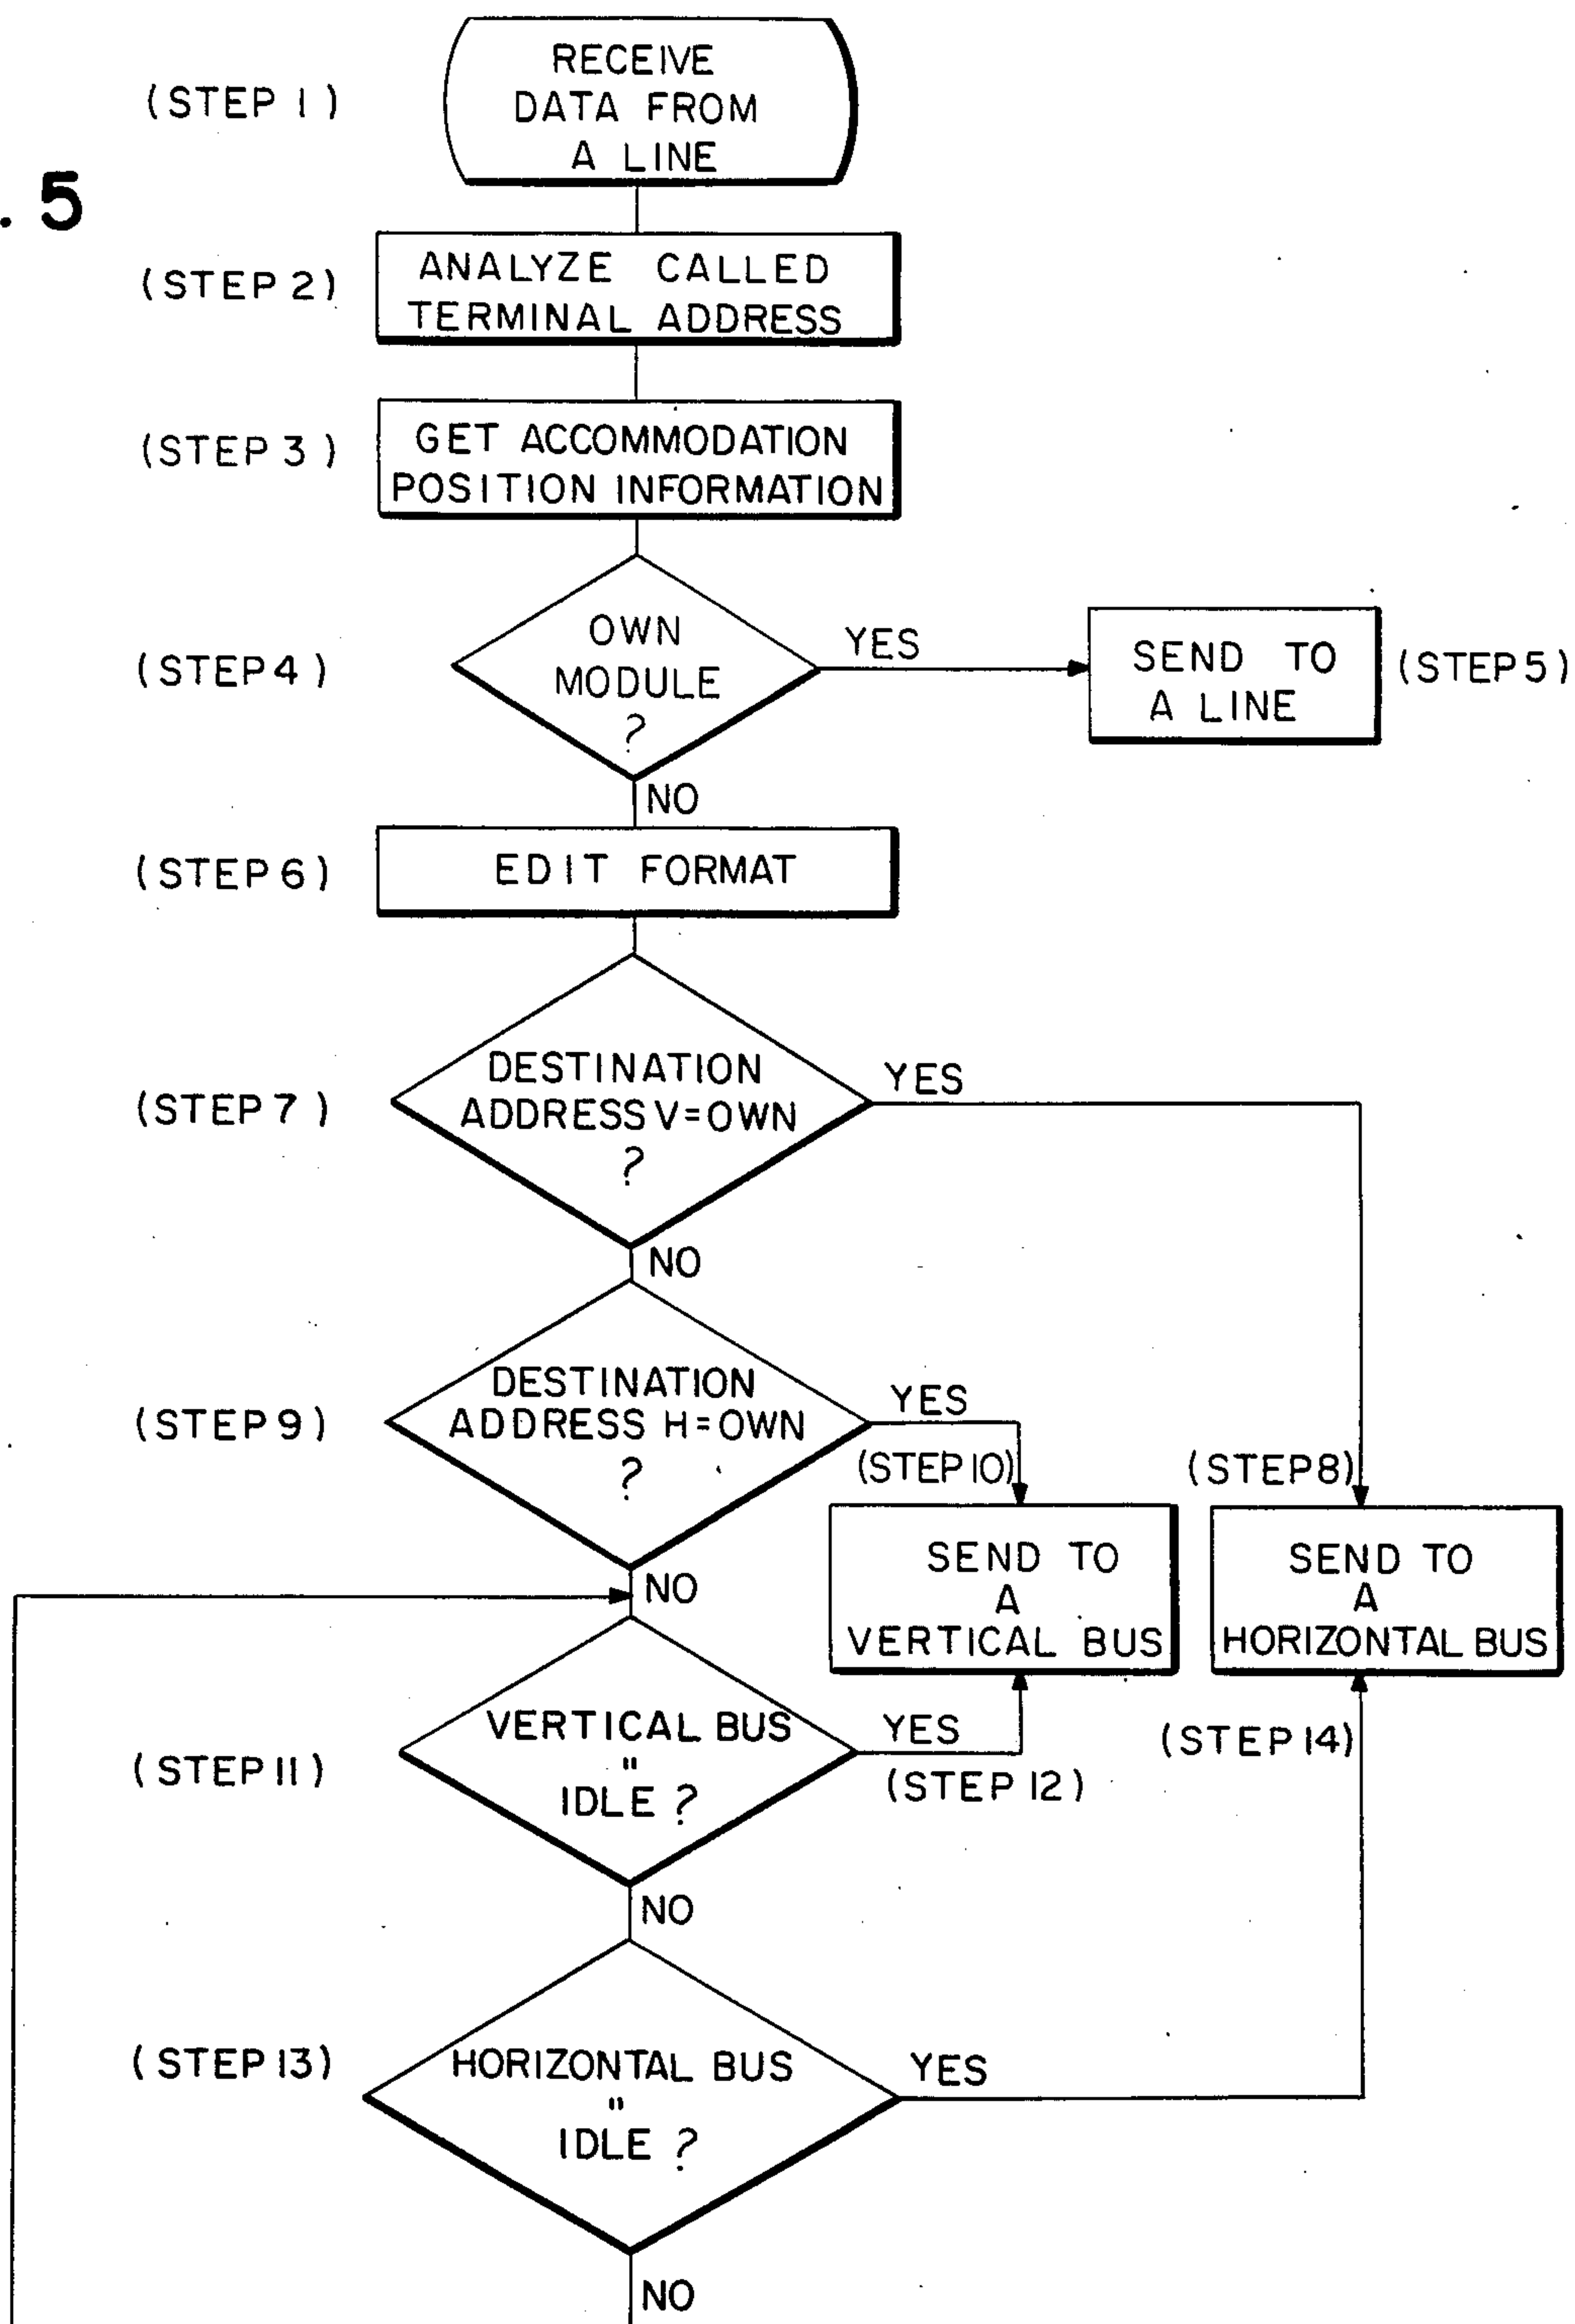 (STEP 1)
RECEIVE
DATA FROM
A LINE
. 5
(STEP 2)
ANALYZE CALLED
TERMINAL ADDRESS
(STEP 3)
GET ACCOMMODATION
POSITION INFORMATION
(STEP 4)
OWN
MODULE
?
YES
SEND TO
A LINE
(STEP 5)
NO
(STEP 6)
EDIT FORMAT
(STEP 7)
DESTINATION
ADDRESS V=OWN
?
YES
NO
(STEP 9)
DESTINATION
ADDRESS H=OWN
?
YES
(STEP 10)
(STEP 8)
SEND TO
A
VERTICAL BUS
SEND TO
A
HORIZONTAL BUS
NO
(STEP 11)
VERTICAL BUS
"
IDLE ?
YES
(STEP 12)
(STEP 14)
NO
(STEP 13)
HORIZONTAL BUS
"
IDLE ?
YES
NO